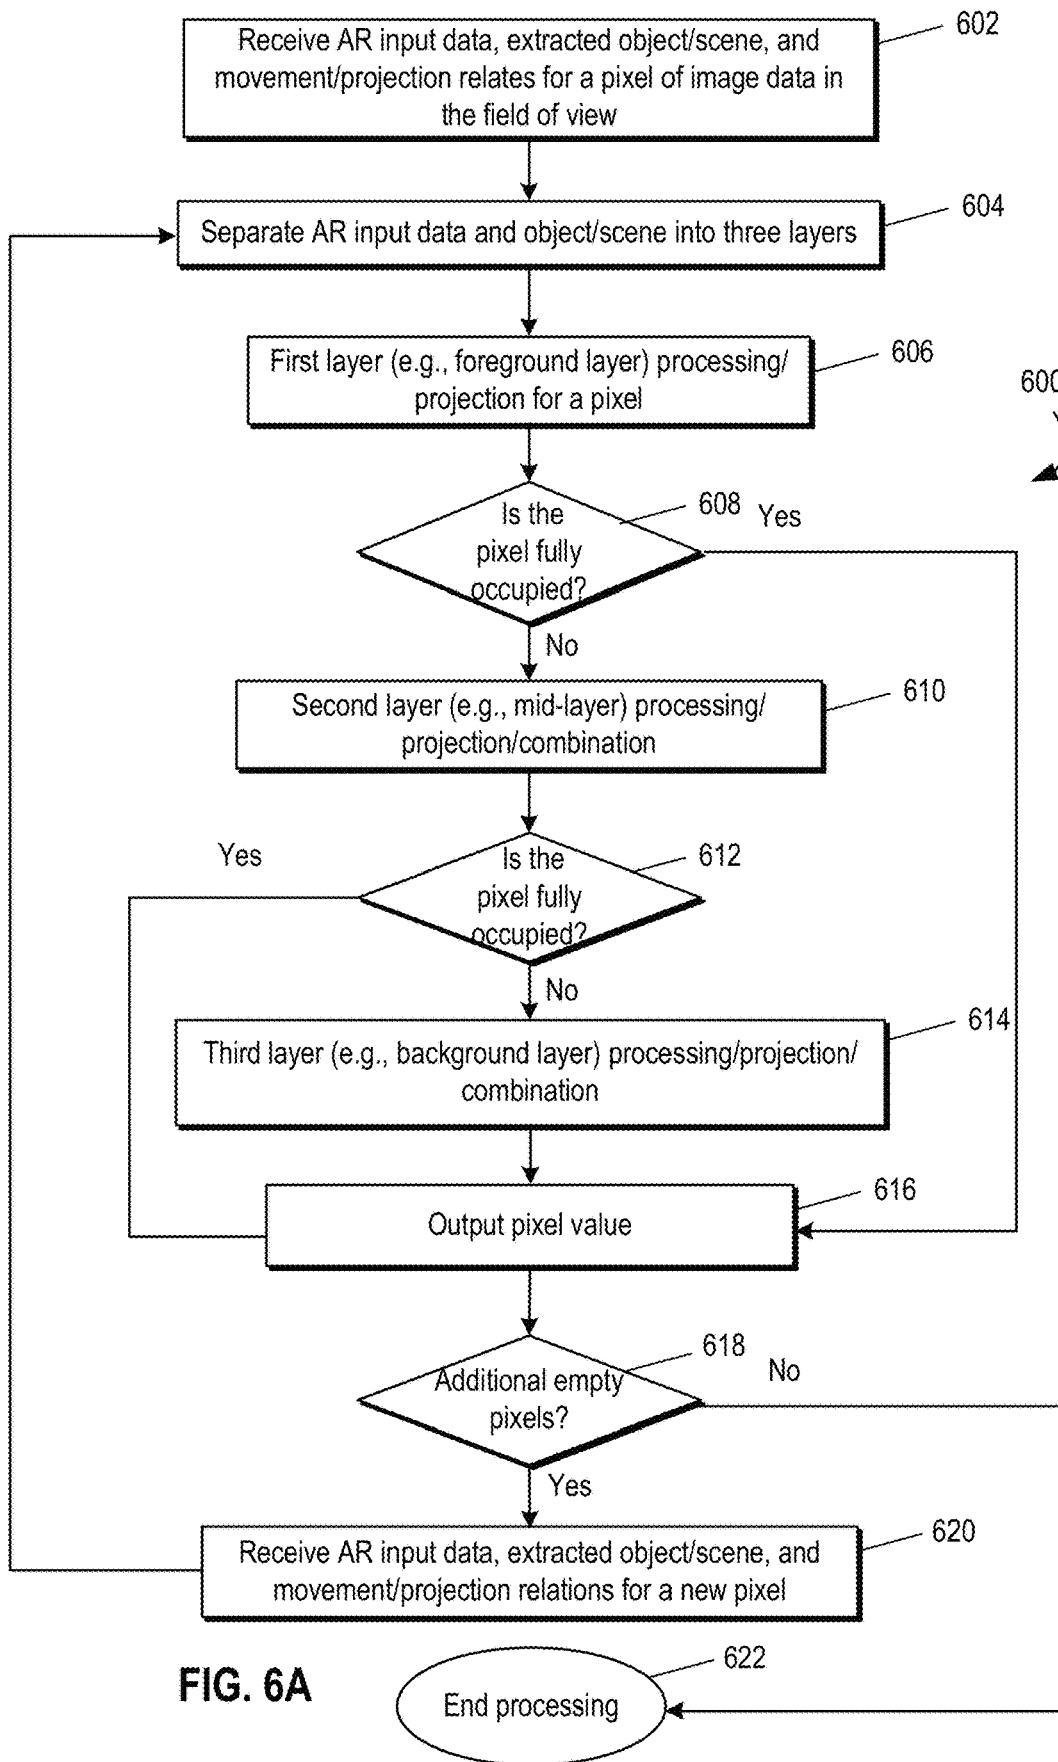 Receive AR input data, extracted object/scene, and
movement/projection relates for a pixel of image data in
the field of view
602
Separate AR input data and object/scene into three layers
604
First layer (e.g., foreground layer) processing/
projection for a pixel
606
600
Is the
pixel fully
occupied?
608
Yes
No
Second layer (e.g., mid-layer) processing/
projection/combination
610
Is the
pixel fully
occupied?
612
Yes
No
Third layer (e.g., background layer) processing/projection/
combination
614
Output pixel value
616
Additional empty
pixels?
618
No
Yes
Receive AR input data, extracted object/scene, and
movement/projection relations for a new pixel
620
End processing
622
FIG. 6A